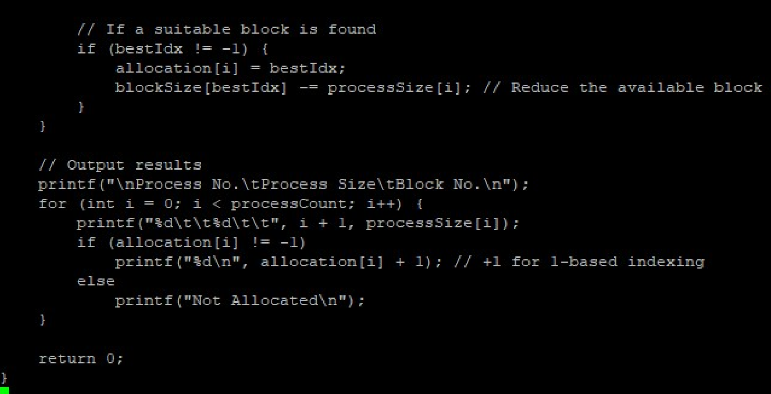 // If a suitable block is found
        if (bestIdx != -1) {
            allocation[i] = bestIdx;
            blockSize[bestIdx] -= processSize[i]; // Reduce the available block
        }
    }

    // Output results
    printf("\nProcess No.\tProcess Size\tBlock No.\n");
    for (int i = 0; i < processCount; i++) {
        printf("%d\t\t%d\t\t", i + 1, processSize[i]);
        if (allocation[i] != -1)
            printf("%d\n", allocation[i] + 1); // +1 for 1-based indexing
        else
            printf("Not Allocated\n");
    }

    return 0;
}